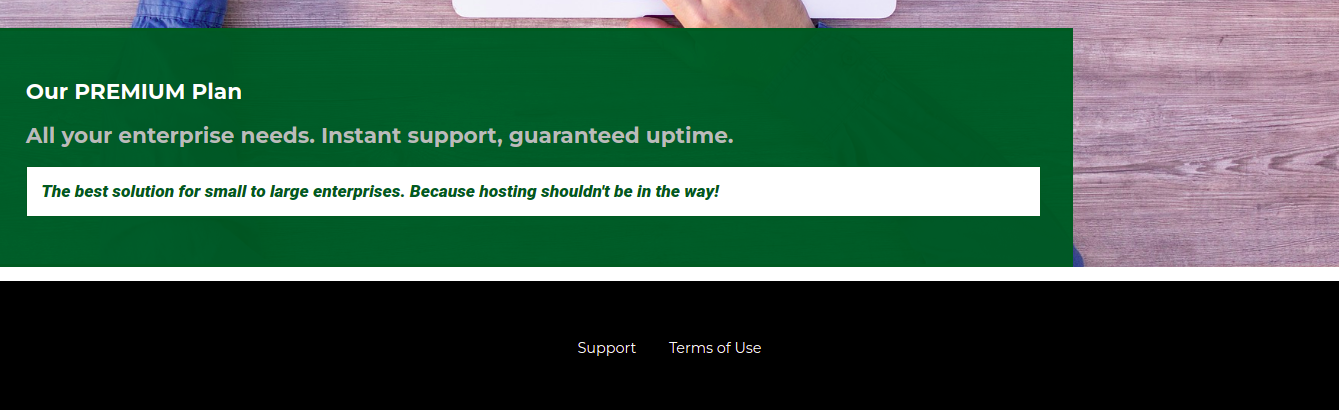 Our PREMIUM Plan
All your enterprise needs. Instant support, guaranteed uptime.
The best solution for small to large enterprises. Because hosting shouldn't be in the way!
Support Terms of Use